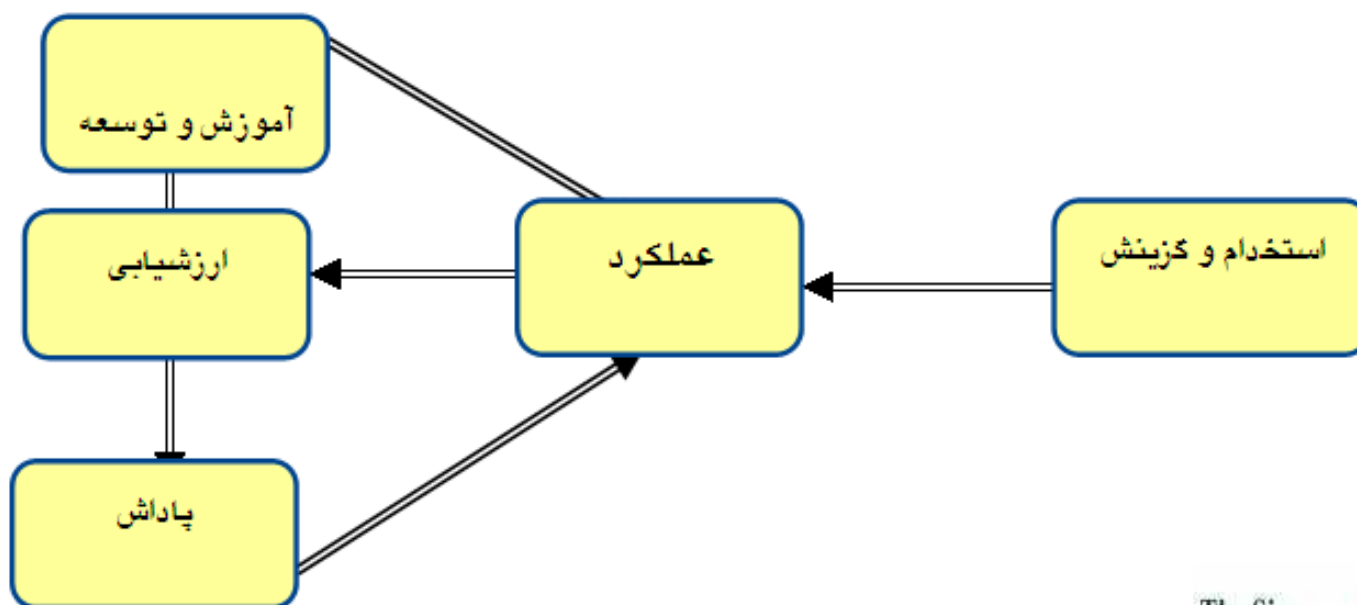 آموزش و توسعه
ارزشیابی
عملکرد
استخدام و گزینش
پاداش